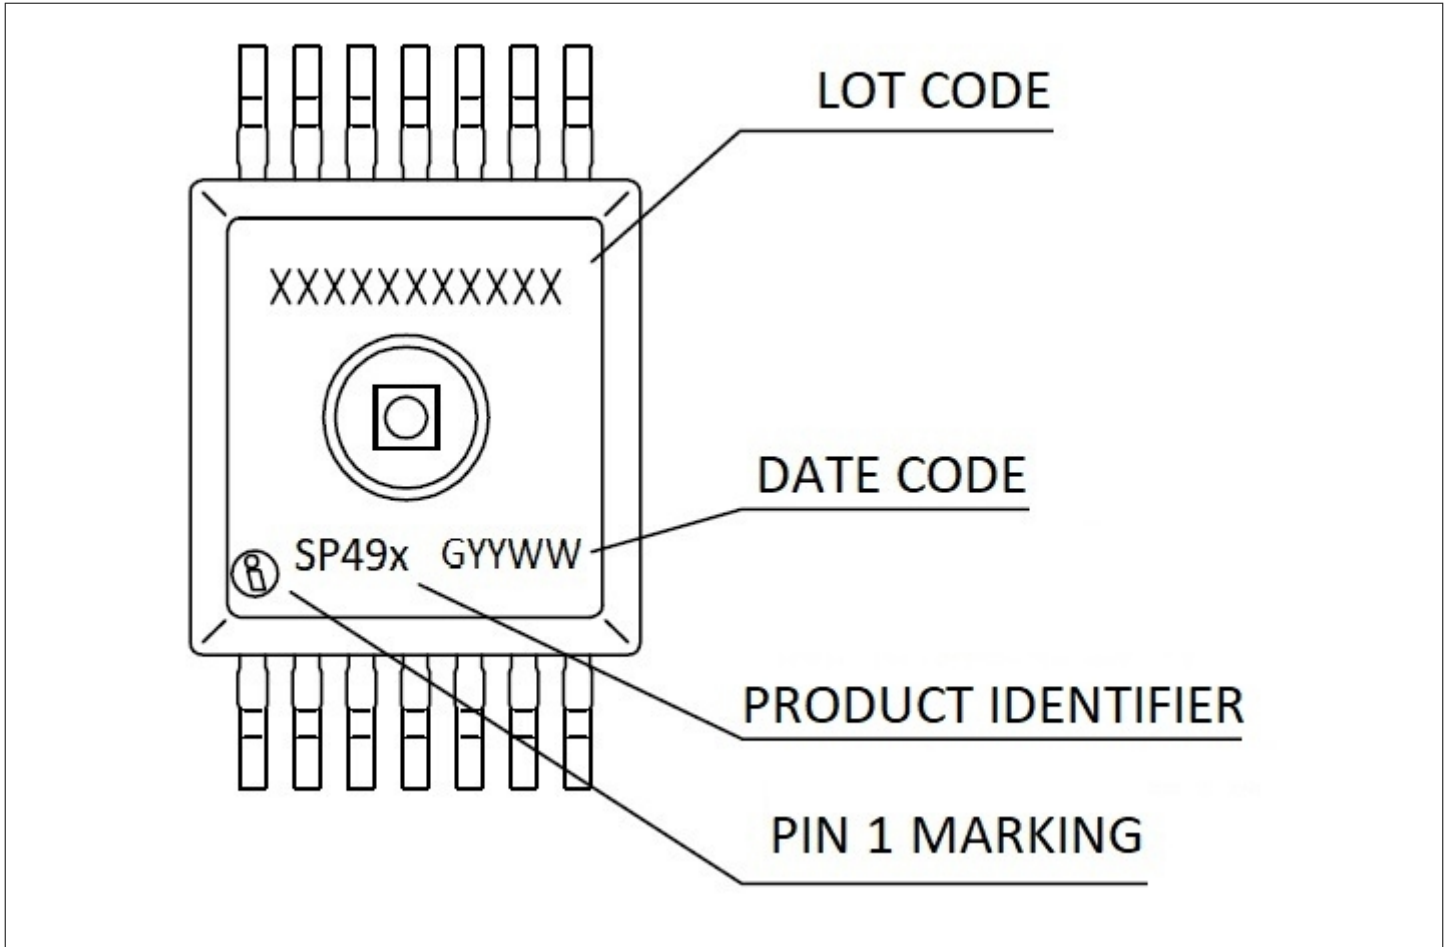 LOT CODE
XXXXXXXXXXX
DATE CODE
SP49x GYYWW
PRODUCT IDENTIFIER
PIN 1 MARKING